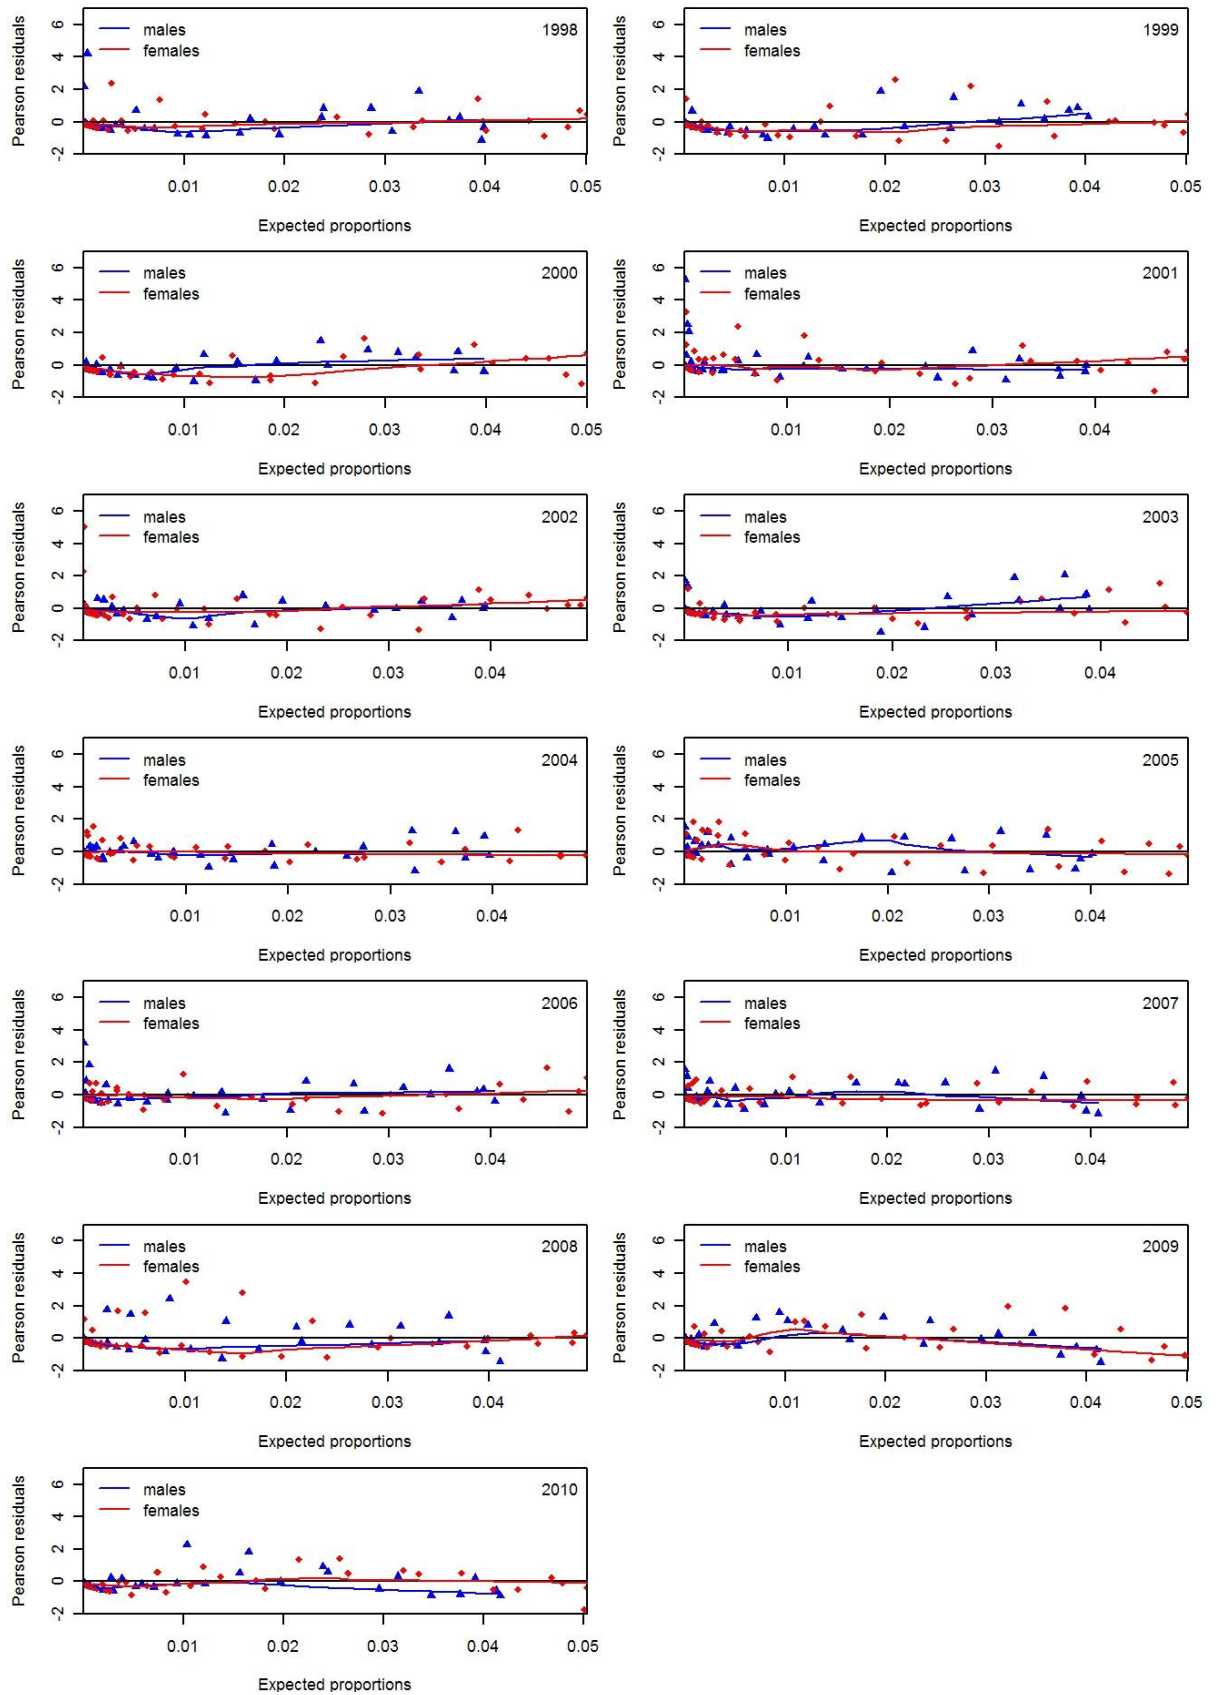 Pearson residuals
6
4
2
0
-2
males
females
1998
0.01 0.02 0.03 0.04 0.05
Expected proportions
Pearson residuals
6
4
2
0
-2
males
females
1999
0.01 0.02 0.03 0.04 0.05
Expected proportions
Pearson residuals
6
4
2
0
-2
males
females
2000
0.01 0.02 0.03 0.04 0.05
Expected proportions
Pearson residuals
6
4
2
0
-2
males
females
2001
0.01 0.02 0.03 0.04
Expected proportions
Pearson residuals
6
4
2
0
-2
males
females
2002
0.01 0.02 0.03 0.04
Expected proportions
Pearson residuals
6
4
2
0
-2
males
females
2003
0.01 0.02 0.03 0.04
Expected proportions
Pearson residuals
6
4
2
0
-2
males
females
2004
0.01 0.02 0.03 0.04
Expected proportions
Pearson residuals
6
4
2
0
-2
males
females
2005
0.01 0.02 0.03 0.04
Expected proportions
Pearson residuals
6
4
2
0
-2
males
females
2006
0.01 0.02 0.03 0.04
Expected proportions
Pearson residuals
6
4
2
0
-2
males
females
2007
0.01 0.02 0.03 0.04
Expected proportions
Pearson residuals
6
4
2
0
-2
males
females
2008
0.01 0.02 0.03 0.04
Expected proportions
Pearson residuals
6
4
2
0
-2
males
females
2009
0.01 0.02 0.03 0.04 0.05
Expected proportions
Pearson residuals
6
4
2
0
-2
males
females
2010
0.01 0.02 0.03 0.04 0.05
Expected proportions